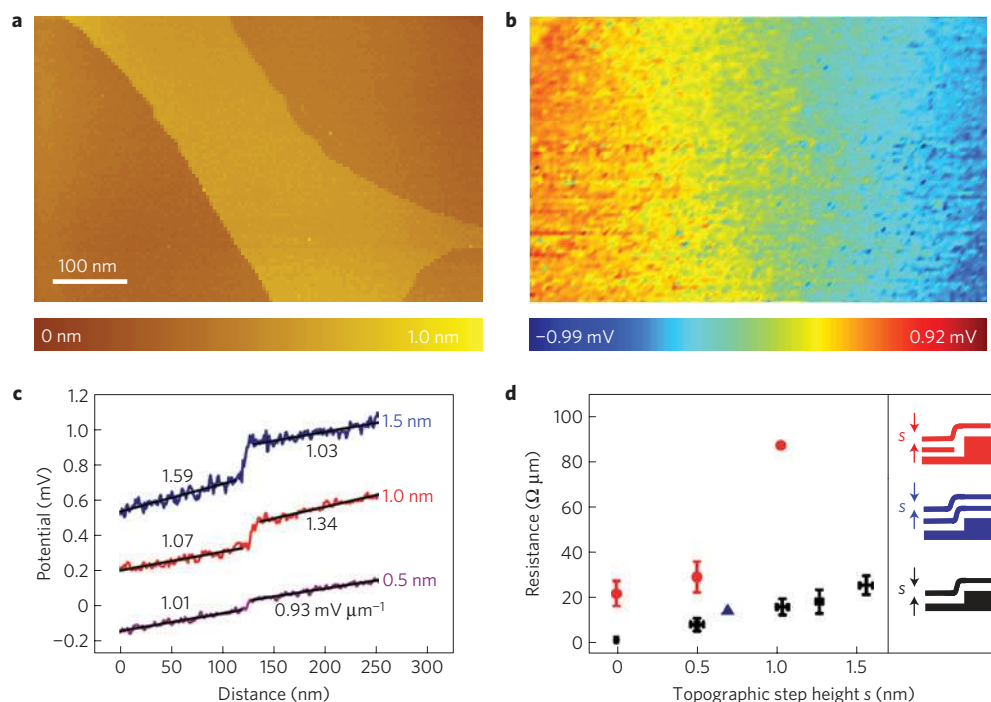 a
100 nm
0 nm 1.0 nm
b
−0.99 mV 0.92 mV
c
Potential (mV)
1.2
1.0
0.8
0.6
0.4
0.2
0
−0.2
1.5 nm
1.59
1.03
1.0 nm
1.07
1.34
0.5 nm
1.01
0.93 mV μm⁻¹
0 50 100 150 200 250 300
Distance (nm)
d
Resistance (Ω μm)
100
80
60
40
20
0
0 0.5 1.0 1.5
Topographic step height s (nm)
s
s
s